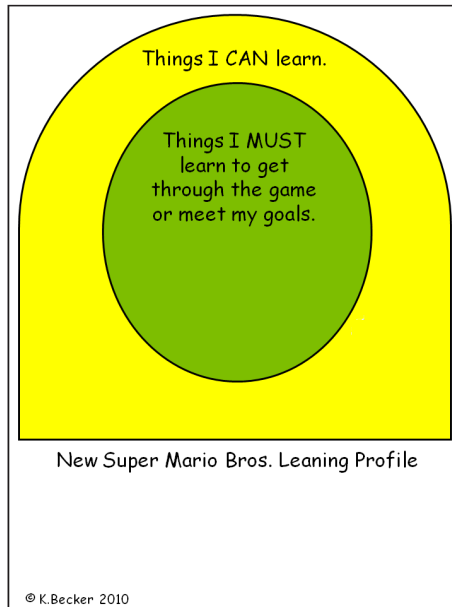 Things I CAN learn.
Things I MUST
learn to get
through the game
or meet my goals.
New Super Mario Bros. Leaning Profile
© K.Becker 2010